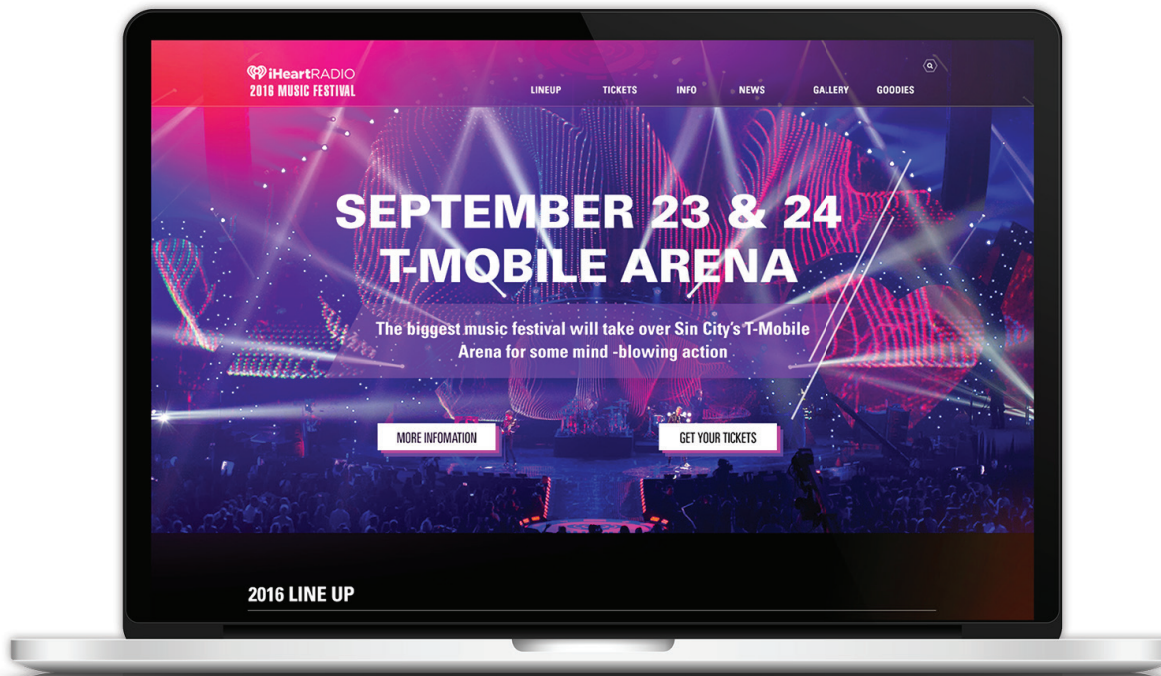 iHeartRADIO
2016 MUSIC FESTIVAL
LINEUP TICKETS INFO NEWS GALLERY GOODIES
SEPTEMBER 23 & 24
T-MOBILE ARENA
The biggest music festival will take over Sin City's T-Mobile
Arena for some mind -blowing action
MORE INFOMATION GET YOUR TICKETS
2016 LINE UP